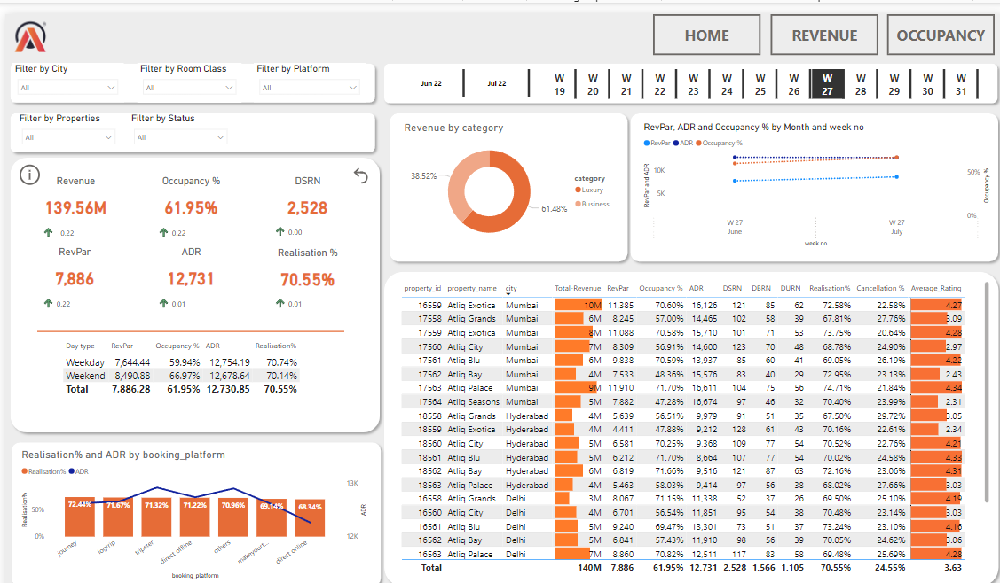 HOME
REVENUE
OCCUPANCY
Filter by City
Filter by Room Class
Filter by Platform
All
All
All
Filter by Properties
Filter by Status
All
All
Jun 22
Jul 22
W 19
W 20
W 21
W 22
W 23
W 24
W 25
W 26
W 27
W 28
W 29
W 30
W 31
Revenue
Occupancy %
DSRN
139.56M
61.95%
2,528
0.22
0.22
0.00
RevPar
ADR
Realisation %
7,886
12,731
70.55%
0.22
0.01
0.01
Day type RevPar Occupancy % ADR Realisation%
Weekday 7,644.44 59.94% 12,754.19 70.74%
Weekend 8,490.88 66.97% 12,678.64 70.14%
Total 7,886.28 61.95% 12,730.85 70.55%
Revenue by category
38.52%
61.48%
category
Luxury
Business
RevPar, ADR and Occupancy % by Month and week no
RevPar ADR Occupancy %
RevPar and ADR
10K
5K
50%
0%
Occupancy %
W 27
June
W 27
July
week no
Realisation% and ADR by booking_platform
Realisation% ADR
Realisation%
50%
0%
13K
12K
ADR
72.44%
71.67%
71.32%
71.22%
70.96%
69.14%
68.34%
journey
logtrip
tripster
direct offline
others
makeyourt...
direct online
booking_platform
property_id property_name city Total-Revenue RevPar Occupancy % ADR DSRN DBRN DURN Realisation% Cancellation % Average_Rating
16559 Atliq Exotica Mumbai 10M 11,385 70.60% 16,126 121 85 62 72.58% 22.58% 4.27
17558 Atliq Grands Mumbai 6M 8,245 57.00% 14,465 102 58 39 67.81% 27.76% 3.09
17559 Atliq Exotica Mumbai 8M 11,088 70.58% 15,710 101 71 53 73.75% 20.64% 4.28
17560 Atliq City Mumbai 7M 8,309 56.91% 14,600 123 70 48 68.78% 24.90% 2.97
17561 Atliq Blu Mumbai 6M 9,838 70.59% 13,937 85 60 41 69.05% 26.19% 4.22
17562 Atliq Bay Mumbai 4M 7,533 48.36% 15,576 83 40 29 72.95% 23.13% 2.43
17563 Atliq Palace Mumbai 9M 11,910 71.70% 16,611 104 75 56 74.71% 21.84% 4.34
17564 Atliq Seasons Mumbai 5M 7,882 47.28% 16,674 97 46 32 70.40% 23.99% 2.31
18558 Atliq Grands Hyderabad 4M 5,639 56.51% 9,979 91 51 35 67.50% 29.72% 3.05
18559 Atliq Exotica Hyderabad 4M 4,411 47.88% 9,212 128 61 43 70.16% 22.61% 2.34
18560 Atliq City Hyderabad 5M 6,581 70.25% 9,368 109 77 54 70.52% 22.76% 4.21
18561 Atliq Blu Hyderabad 5M 6,212 71.70% 8,664 107 77 54 70.02% 24.58% 4.33
18562 Atliq Bay Hyderabad 6M 6,819 71.66% 9,516 121 87 63 72.16% 23.06% 4.31
18563 Atliq Palace Hyderabad 4M 5,463 58.03% 9,414 97 56 38 68.02% 27.66% 3.03
16558 Atliq Grands Delhi 3M 8,067 71.15% 11,338 52 37 26 69.50% 25.10% 4.19
16560 Atliq City Delhi 4M 6,701 56.54% 11,851 95 54 38 70.48% 23.14% 3.03
16561 Atliq Blu Delhi 5M 9,240 69.47% 13,301 73 51 37 73.24% 23.10% 4.16
16562 Atliq Bay Delhi 5M 6,841 57.43% 11,910 98 56 39 70.05% 24.62% 3.06
16563 Atliq Palace Delhi 7M 8,860 70.82% 12,511 117 83 58 69.48% 25.69% 4.28
Total 140M 7,886 61.95% 12,731 2,528 1,566 1,105 70.55% 24.55% 3.63